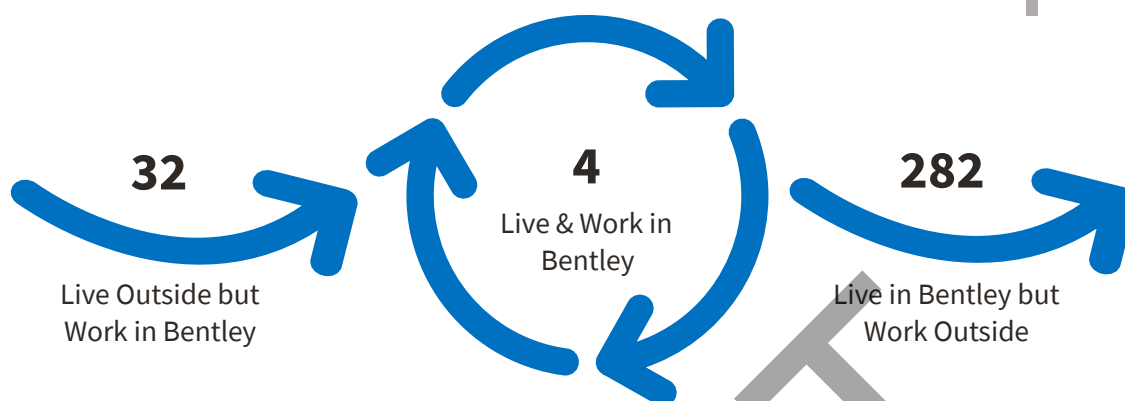 32
Live Outside but
Work in Bentley
4
Live & Work in
Bentley
282
Live in Bentley but
Work Outside